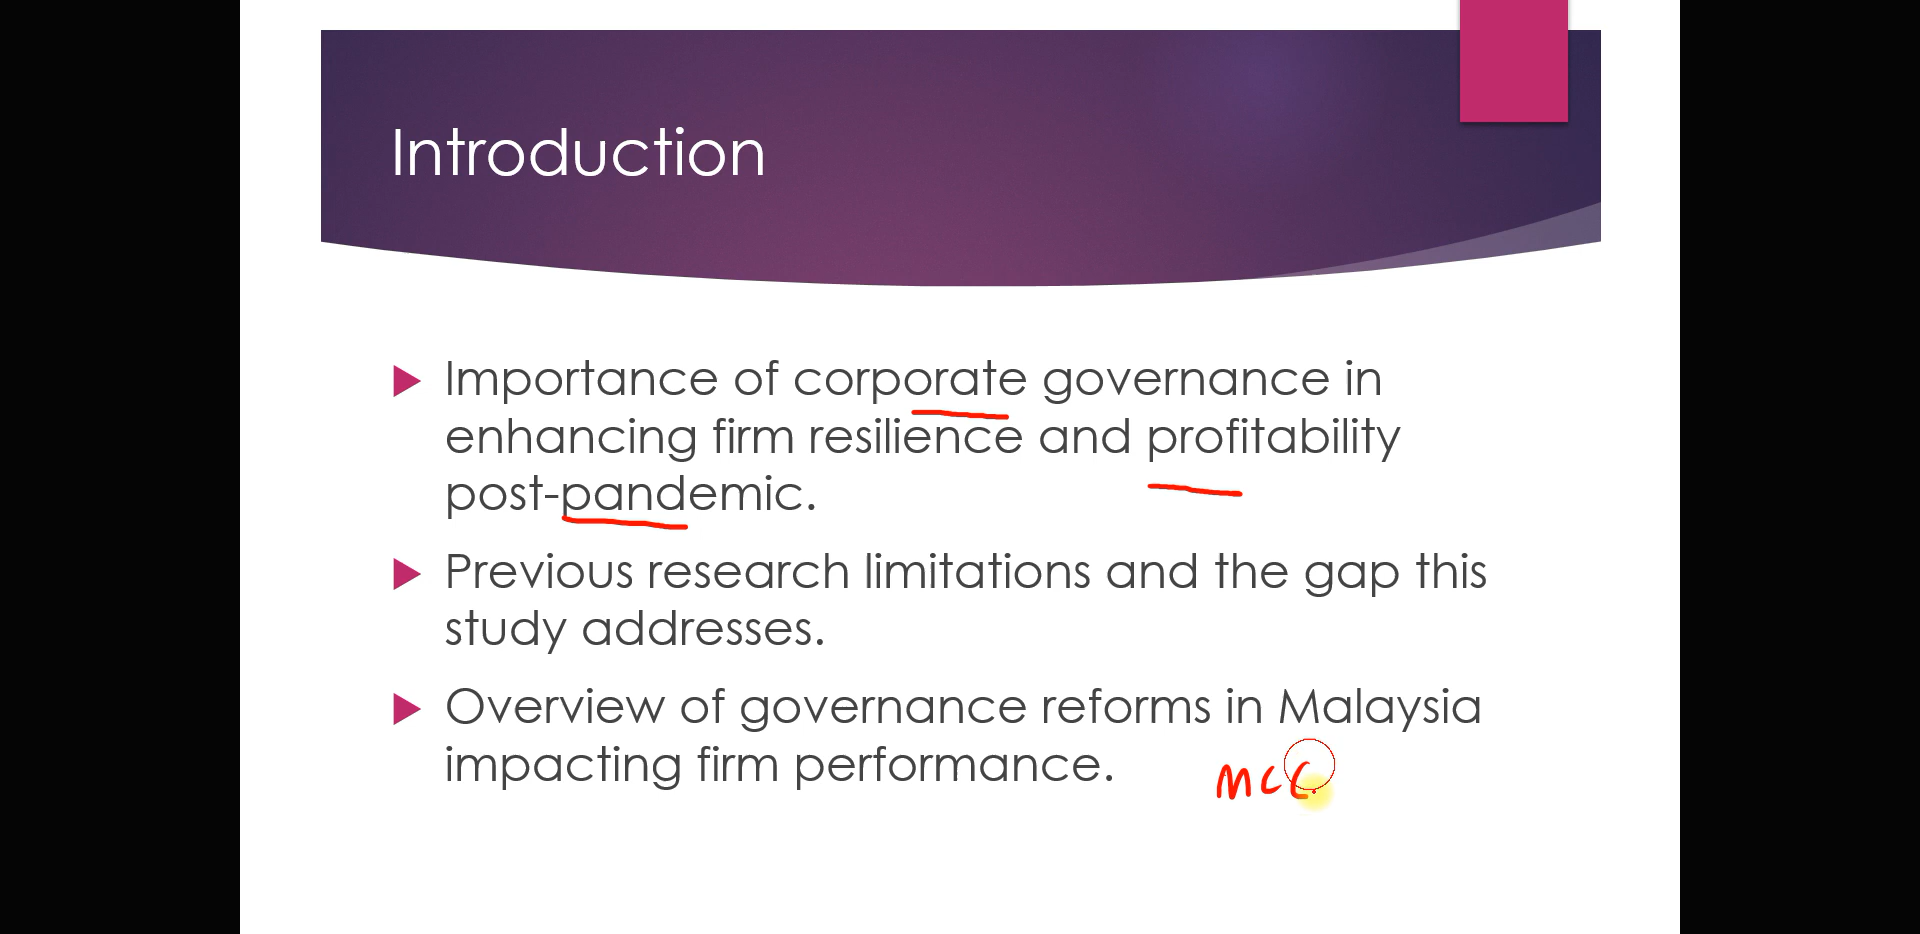 Introduction
Importance of corporate governance in
enhancing firm resilience and profitability
post-pandemic.
Previous research limitations and the gap this
study addresses.
Overview of governance reforms in Malaysia
impacting firm performance.